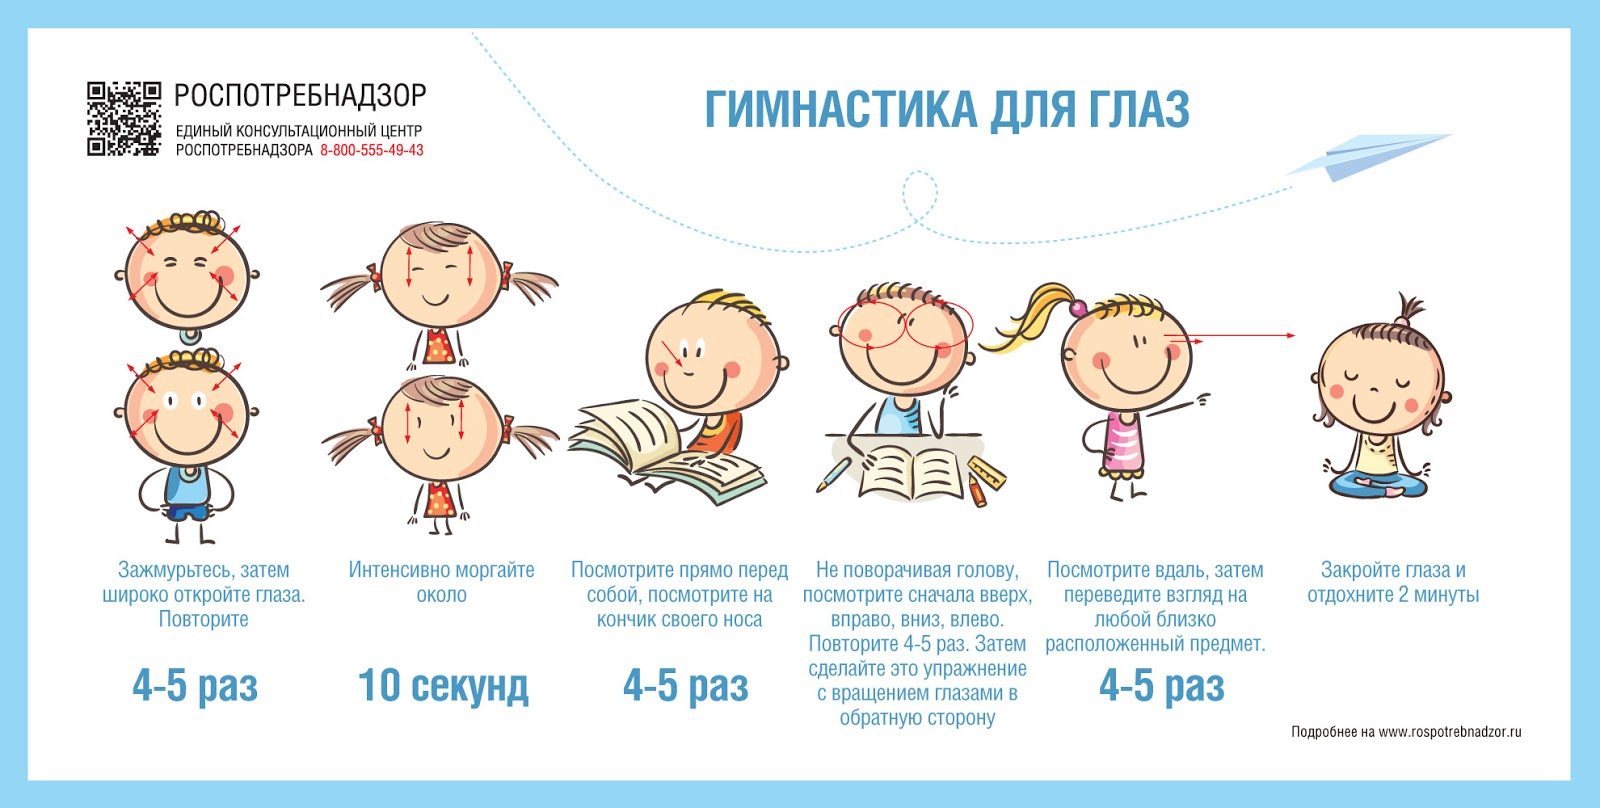 РОСПОТРЕБНАДЗОР
ЕДИНЫЙ КОНСУЛЬТАЦИОННЫЙ ЦЕНТР
РОСПОТРЕБНАДЗОРА 8-800-555-49-43
ГИМНАСТИКА ДЛЯ ГЛАЗ
Зажмурьтесь, затем
широко откройте глаза.
Повторите
4-5 раз
Интенсивно моргайте
около
10 секунд
Посмотрите прямо перед
собой, посмотрите на
кончик своего носа
4-5 раз
Не поворачивая голову,
посмотрите сначала вверх,
вправо, вниз, влево.
Повторите 4-5 раз. Затем
сделайте это упражнение
с вращением глазами в
обратную сторону
Посмотрите вдаль, затем
переведите взгляд на
любой близко
расположенный предмет.
4-5 раз
Закройте глаза и
отдохните 2 минуты
Подробнее на www.rospotrebnadzor.ru